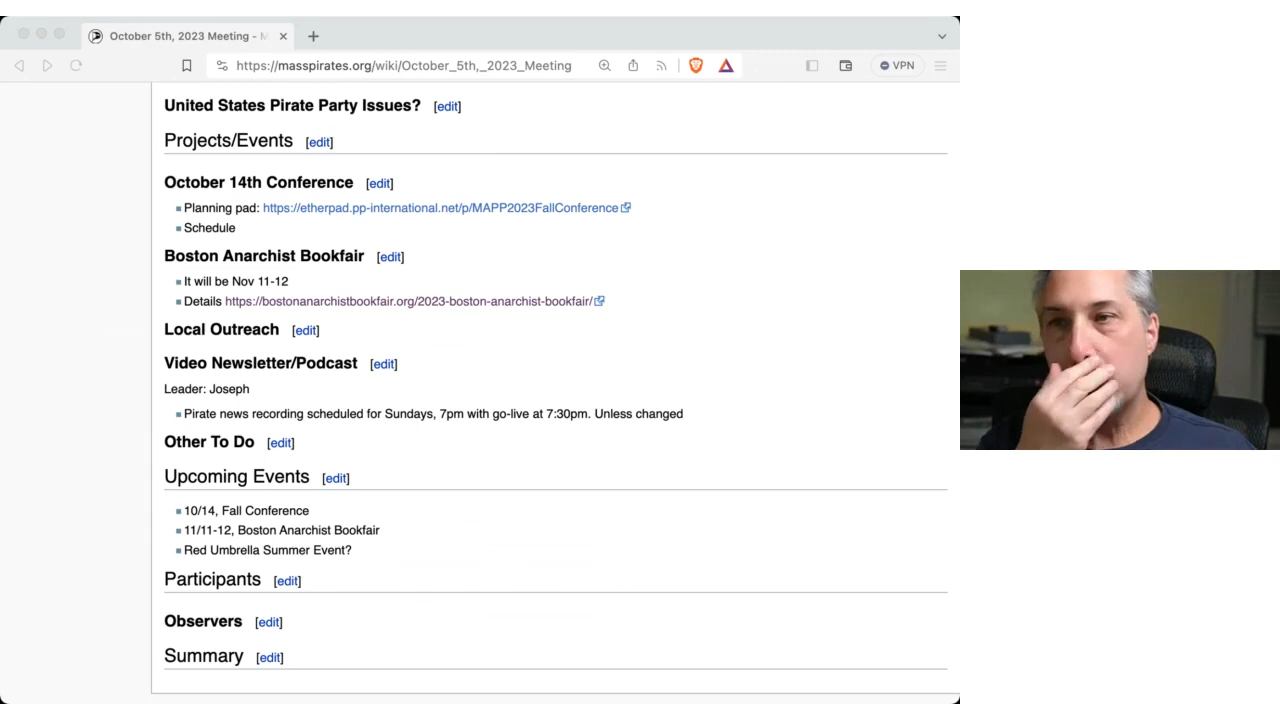 October 5th, 2023 Meeting - M
https://masspirates.org/wiki/October_5th,_2023_Meeting
VPN
United States Pirate Party Issues? [edit]
Projects/Events [edit]
October 14th Conference [edit]
Planning pad: https://etherpad.pp-international.net/p/MAPP2023FallConference
Schedule
Boston Anarchist Bookfair [edit]
It will be Nov 11-12
Details https://bostonanarchistbookfair.org/2023-boston-anarchist-bookfair/
Local Outreach [edit]
Video Newsletter/Podcast [edit]
Leader: Joseph
Pirate news recording scheduled for Sundays, 7pm with go-live at 7:30pm. Unless changed
Other To Do [edit]
Upcoming Events [edit]
10/14, Fall Conference
11/11-12, Boston Anarchist Bookfair
Red Umbrella Summer Event?
Participants [edit]
Observers [edit]
Summary [edit]